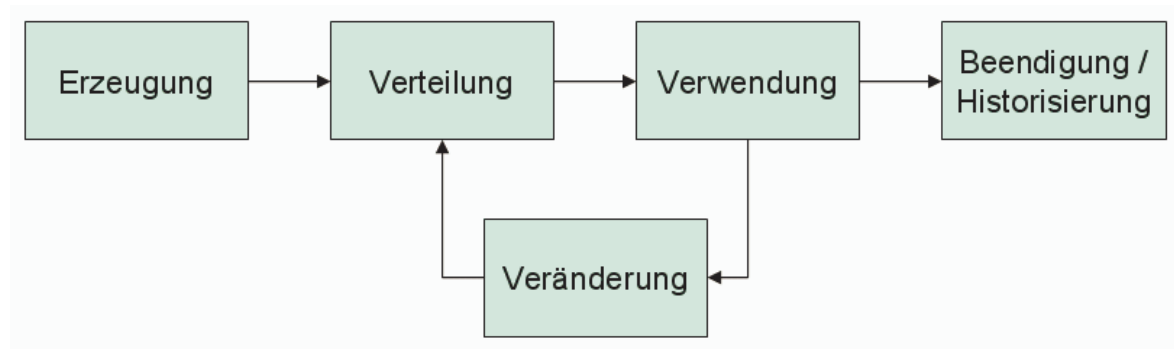 Erzeugung
Verteilung
Verwendung
Beendigung /
Historisierung
Veränderung